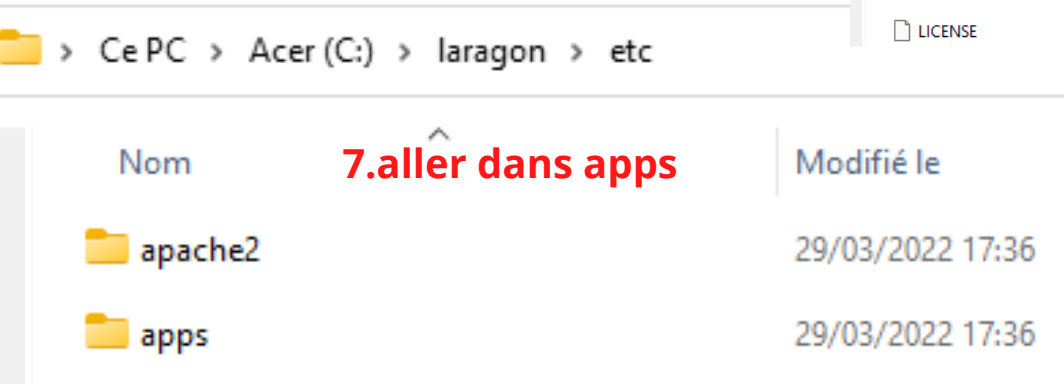 LICENSE
Ce PC > Acer (C:) > laragon > etc
Nom 7.aller dans apps Modifié le
apache2 29/03/2022 17:36
apps 29/03/2022 17:36